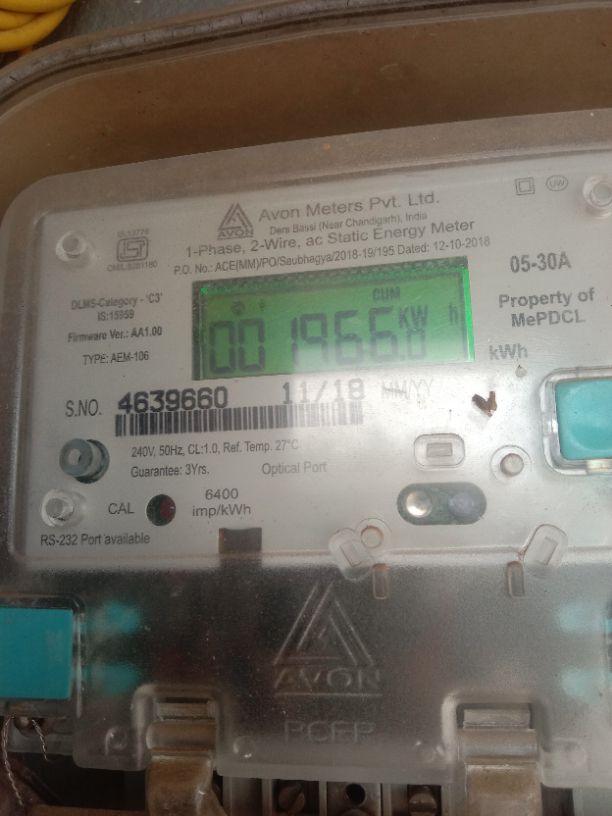 AVON
Avon Meters Pvt. Ltd.
Dera Bassi (Near Chandigarh), India
1-Phase, 2-Wire, ac Static Energy Meter
P.O. No.: ACE(MM)/PO/Saubhagya/2018-19/195 Dated: 12-10-2018
UW
05-30A
DLMS-Category - 'C3'
IS:15959
Firmware Ver.: AA1.00
TYPE: AEM-106
CUM
001966.0 KW h
Property of
MePDCL
kWh
S.NO. 4639660 11/18 MM/YY
240V, 50Hz, CL:1.0, Ref. Temp. 27°C
Guarantee: 3Yrs. Optical Port
CAL 6400
imp/kWh
RS-232 Port available
AVON